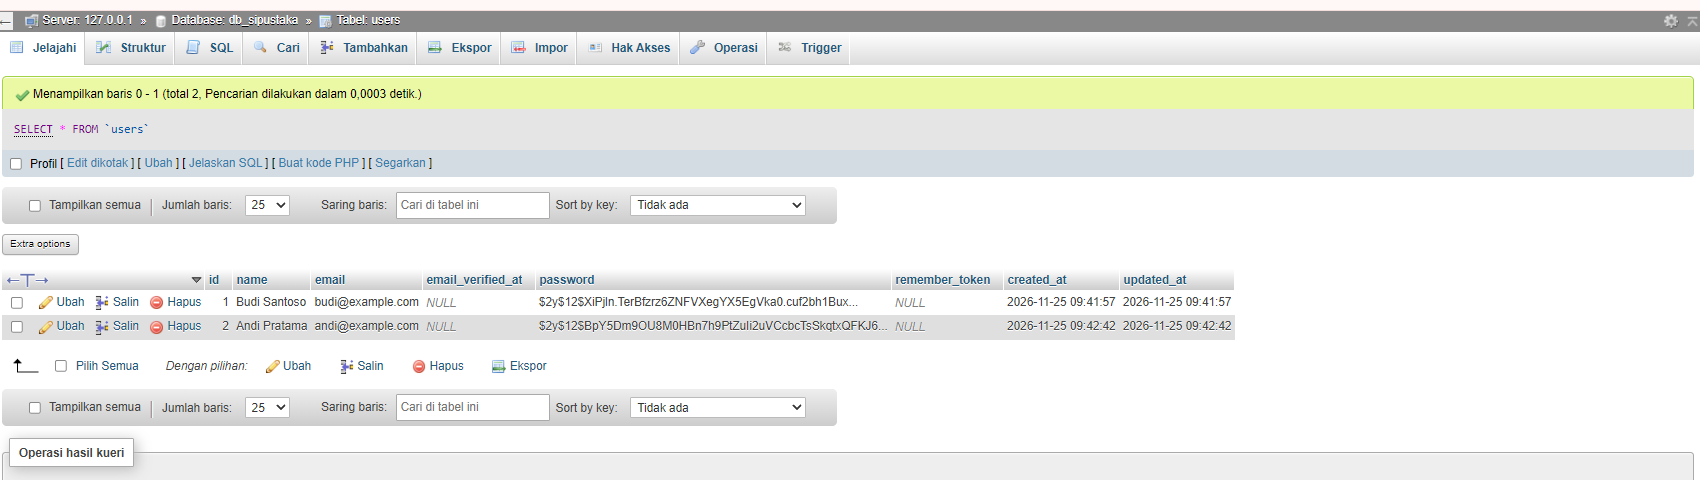 Server: 127.0.0.1 » Database: db_sipustaka » Tabel: users
Jelajahi Struktur SQL Cari Tambahkan Ekspor Impor Hak Akses Operasi Trigger
Menampilkan baris 0 - 1 (total 2, Pencarian dilakukan dalam 0,0003 detik.)
SELECT * FROM `users`
Profil [ Edit dikotak ] [ Ubah ] [ Jelaskan SQL ] [ Buat kode PHP ] [ Segarkan ]
Tampilkan semua | Jumlah baris: 25 Saring baris: Cari di tabel ini Sort by key: Tidak ada
Extra options
←T→ id name email email_verified_at password remember_token created_at updated_at
Ubah Salin Hapus 1 Budi Santoso budi@example.com NULL $2y$12$XiPjln.TerBfzrz6ZNFVXegYX5EgVka0.cuf2bh1Bux... NULL 2026-11-25 09:41:57 2026-11-25 09:41:57
Ubah Salin Hapus 2 Andi Pratama andi@example.com NULL $2y$12$BpY5Dm9OU8M0HBn7h9PtZuli2uVCcbcTsSkqtxQFKJ6... NULL 2026-11-25 09:42:42 2026-11-25 09:42:42
Pilih Semua Dengan pilihan: Ubah Salin Hapus Ekspor
Tampilkan semua | Jumlah baris: 25 Saring baris: Cari di tabel ini Sort by key: Tidak ada
Operasi hasil kueri